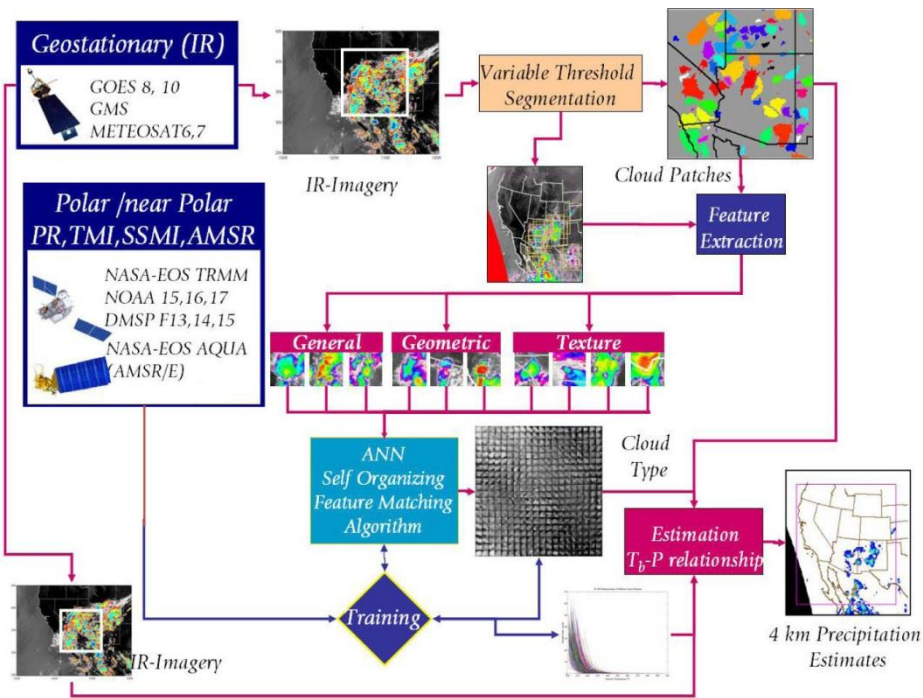 Geostationary (IR)
GOES 8, 10
GMS
METEOSAT6,7
IR-Imagery
Variable Threshold
Segmentation
Cloud Patches
Feature
Extraction
Polar /near Polar
PR,TMI,SSMI,AMSR
NASA-EOS TRMM
NOAA 15,16,17
DMSP F13,14,15
NASA-EOS AQUA
(AMSR/E)
General
Geometric
Texture
ANN
Self Organizing
Feature Matching
Algorithm
Cloud
Type
Estimation
Tb-P relationship
Training
IR-Imagery
4 km Precipitation
Estimates